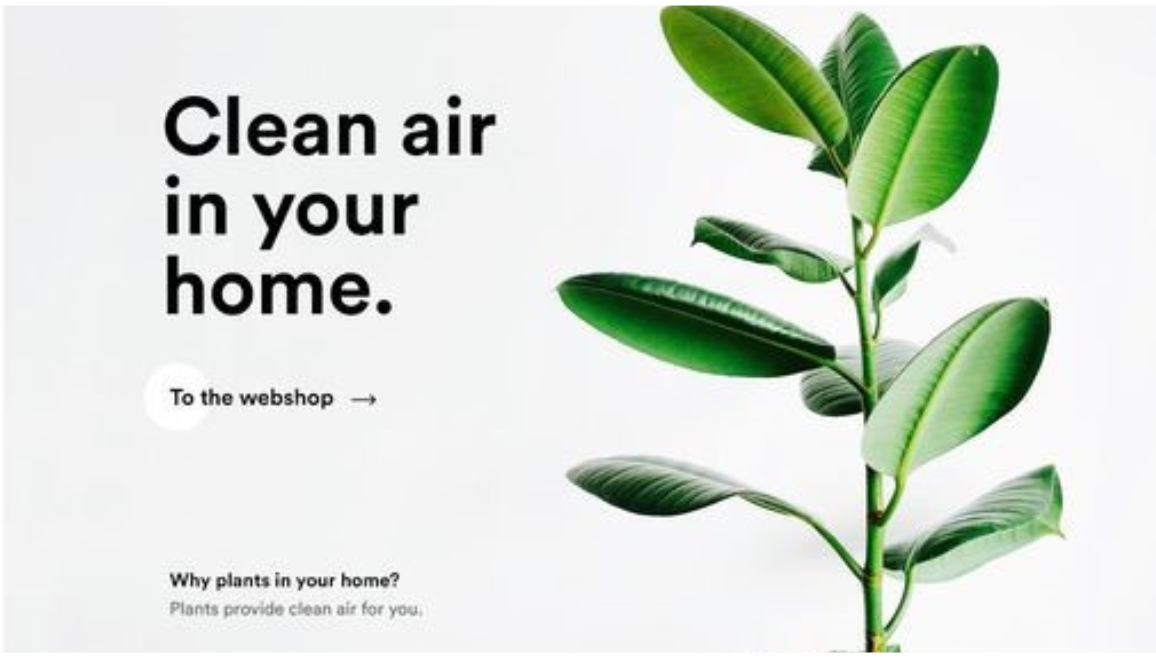 Clean air
in your
home.
To the webshop →
Why plants in your home?
Plants provide clean air for you.